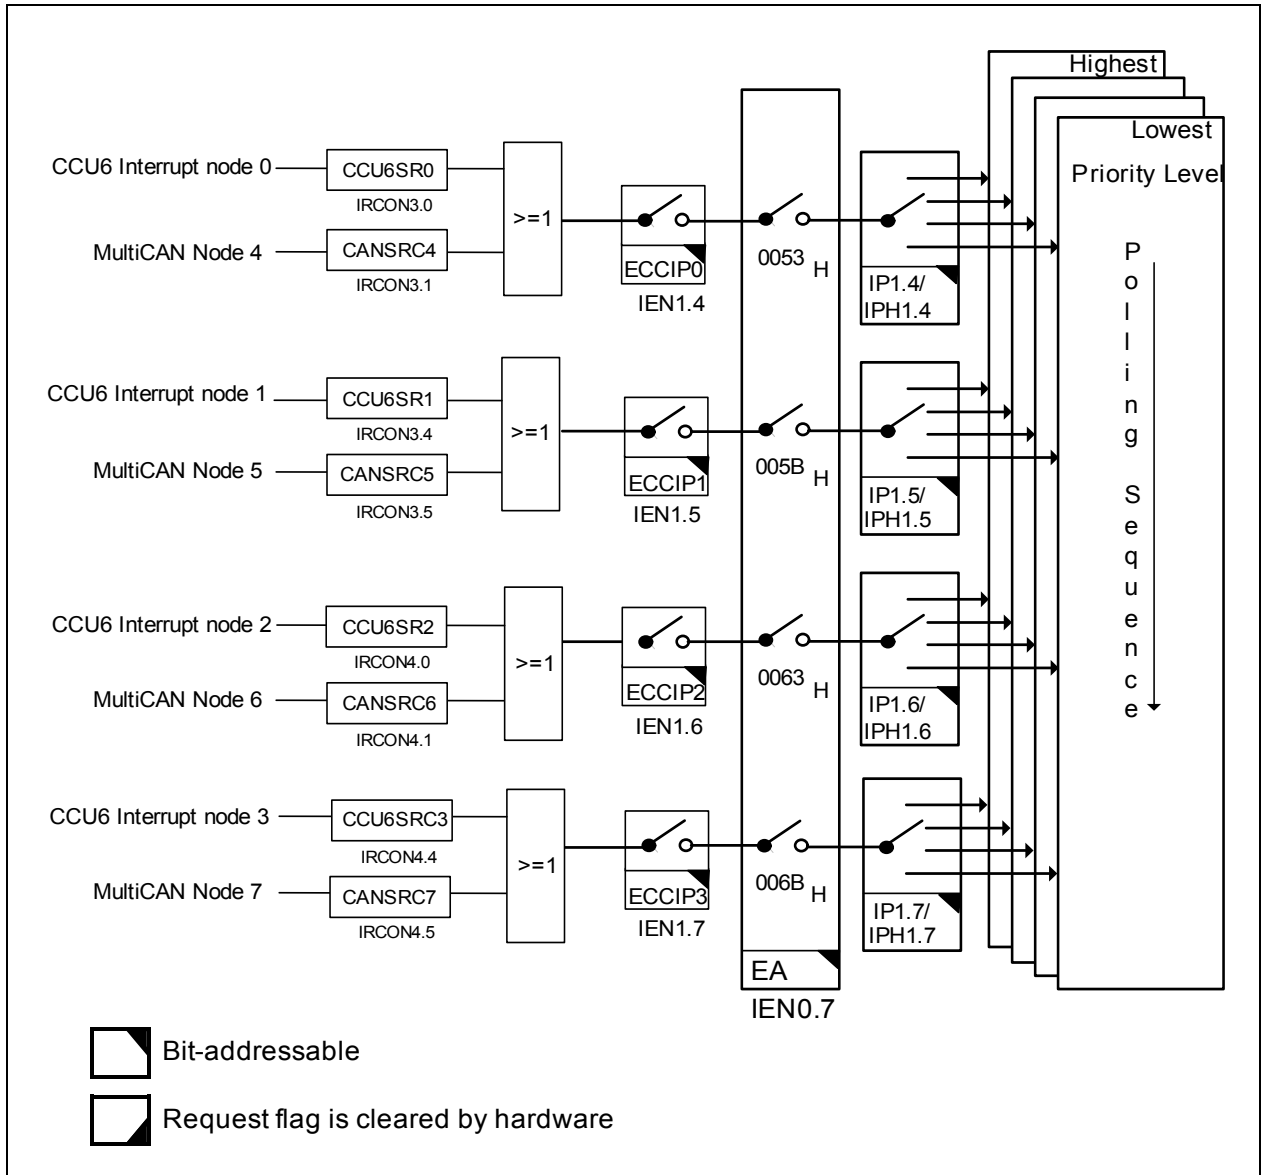 Highest
Lowest
Priority Level
Polling Sequence
CCU6 Interrupt node 0
CCU6SR0
IRCON3.0
MultiCAN Node 4
CANSRC4
IRCON3.1
>=1
ECCIP0
IEN1.4
0053 H
IP1.4/
IPH1.4
CCU6 Interrupt node 1
CCU6SR1
IRCON3.4
MultiCAN Node 5
CANSRC5
IRCON3.5
>=1
ECCIP1
IEN1.5
005B H
IP1.5/
IPH1.5
CCU6 Interrupt node 2
CCU6SR2
IRCON4.0
MultiCAN Node 6
CANSRC6
IRCON4.1
>=1
ECCIP2
IEN1.6
0063 H
IP1.6/
IPH1.6
CCU6 Interrupt node 3
CCU6SRC3
IRCON4.4
MultiCAN Node 7
CANSRC7
IRCON4.5
>=1
ECCIP3
IEN1.7
006B H
IP1.7/
IPH1.7
EA
IEN0.7
Bit-addressable
Request flag is cleared by hardware